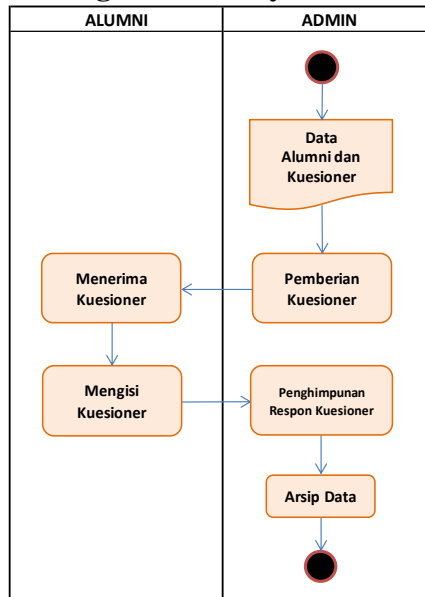 ALUMNI
ADMIN
Data
Alumni dan
Kuesioner
Pemberian
Kuesioner
Menerima
Kuesioner
Mengisi
Kuesioner
Penghimpunan
Respon Kuesioner
Arsip Data